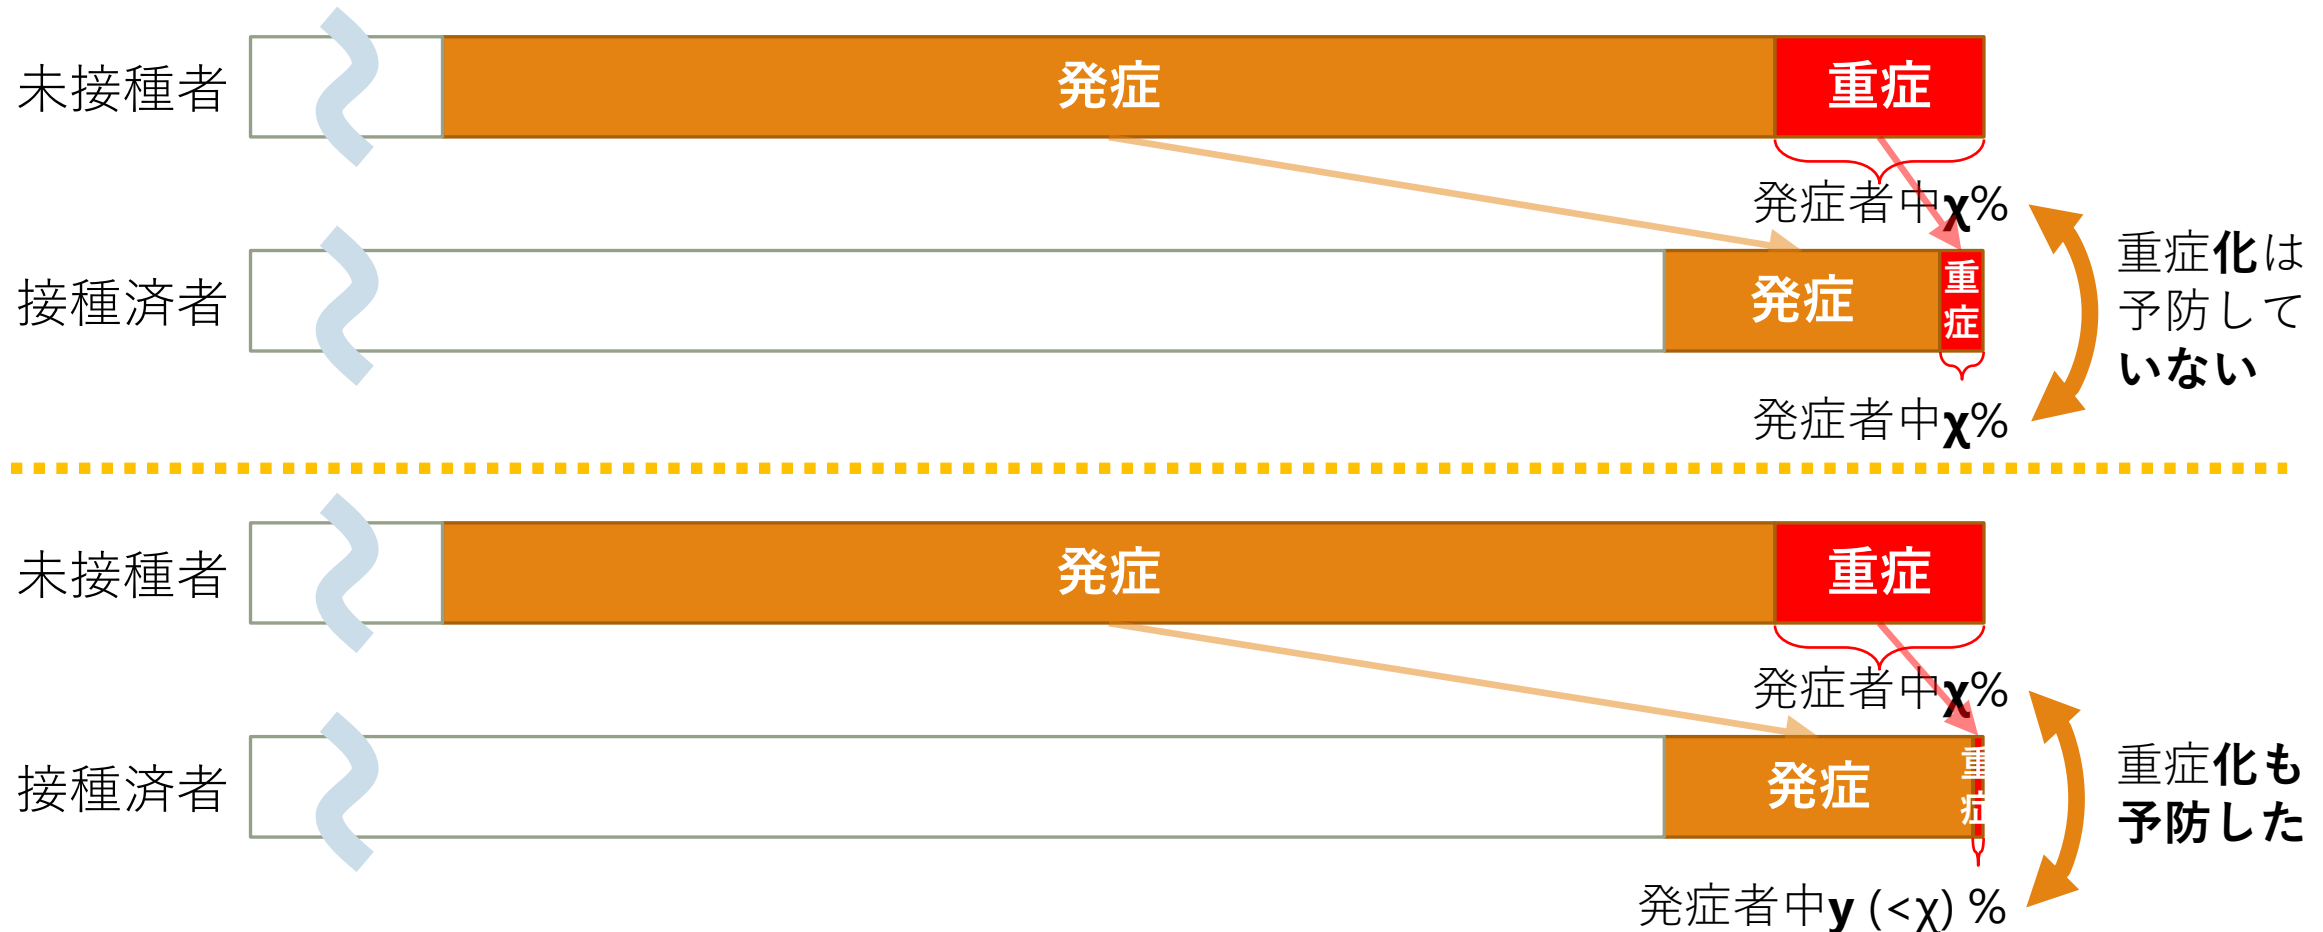 未接種者
発症
重症
発症者中χ%
接種済者
発症
重
症
発症者中χ%
重症化は
予防して
いない
未接種者
発症
重症
発症者中χ%
接種済者
発症
重
症
発症者中y (<χ) %
重症化も
予防した